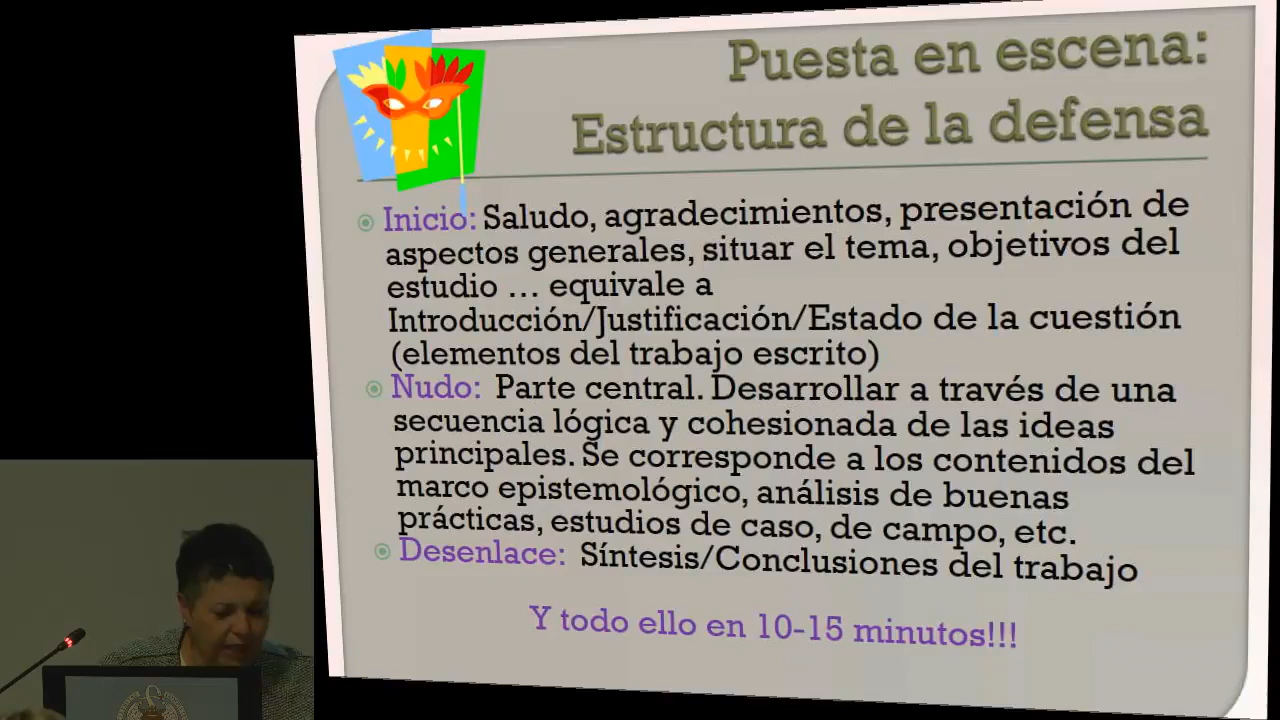 Puesta en escena:
Estructura de la defensa
Inicio: Saludo, agradecimientos, presentación de
aspectos generales, situar el tema, objetivos del
estudio … equivale a
Introducción/Justificación/Estado de la cuestión
(elementos del trabajo escrito)
Nudo: Parte central. Desarrollar a través de una
secuencia lógica y cohesionada de las ideas
principales. Se corresponde a los contenidos del
marco epistemológico, análisis de buenas
prácticas, estudios de caso, de campo, etc.
Desenlace: Síntesis/Conclusiones del trabajo
Y todo ello en 10-15 minutos!!!